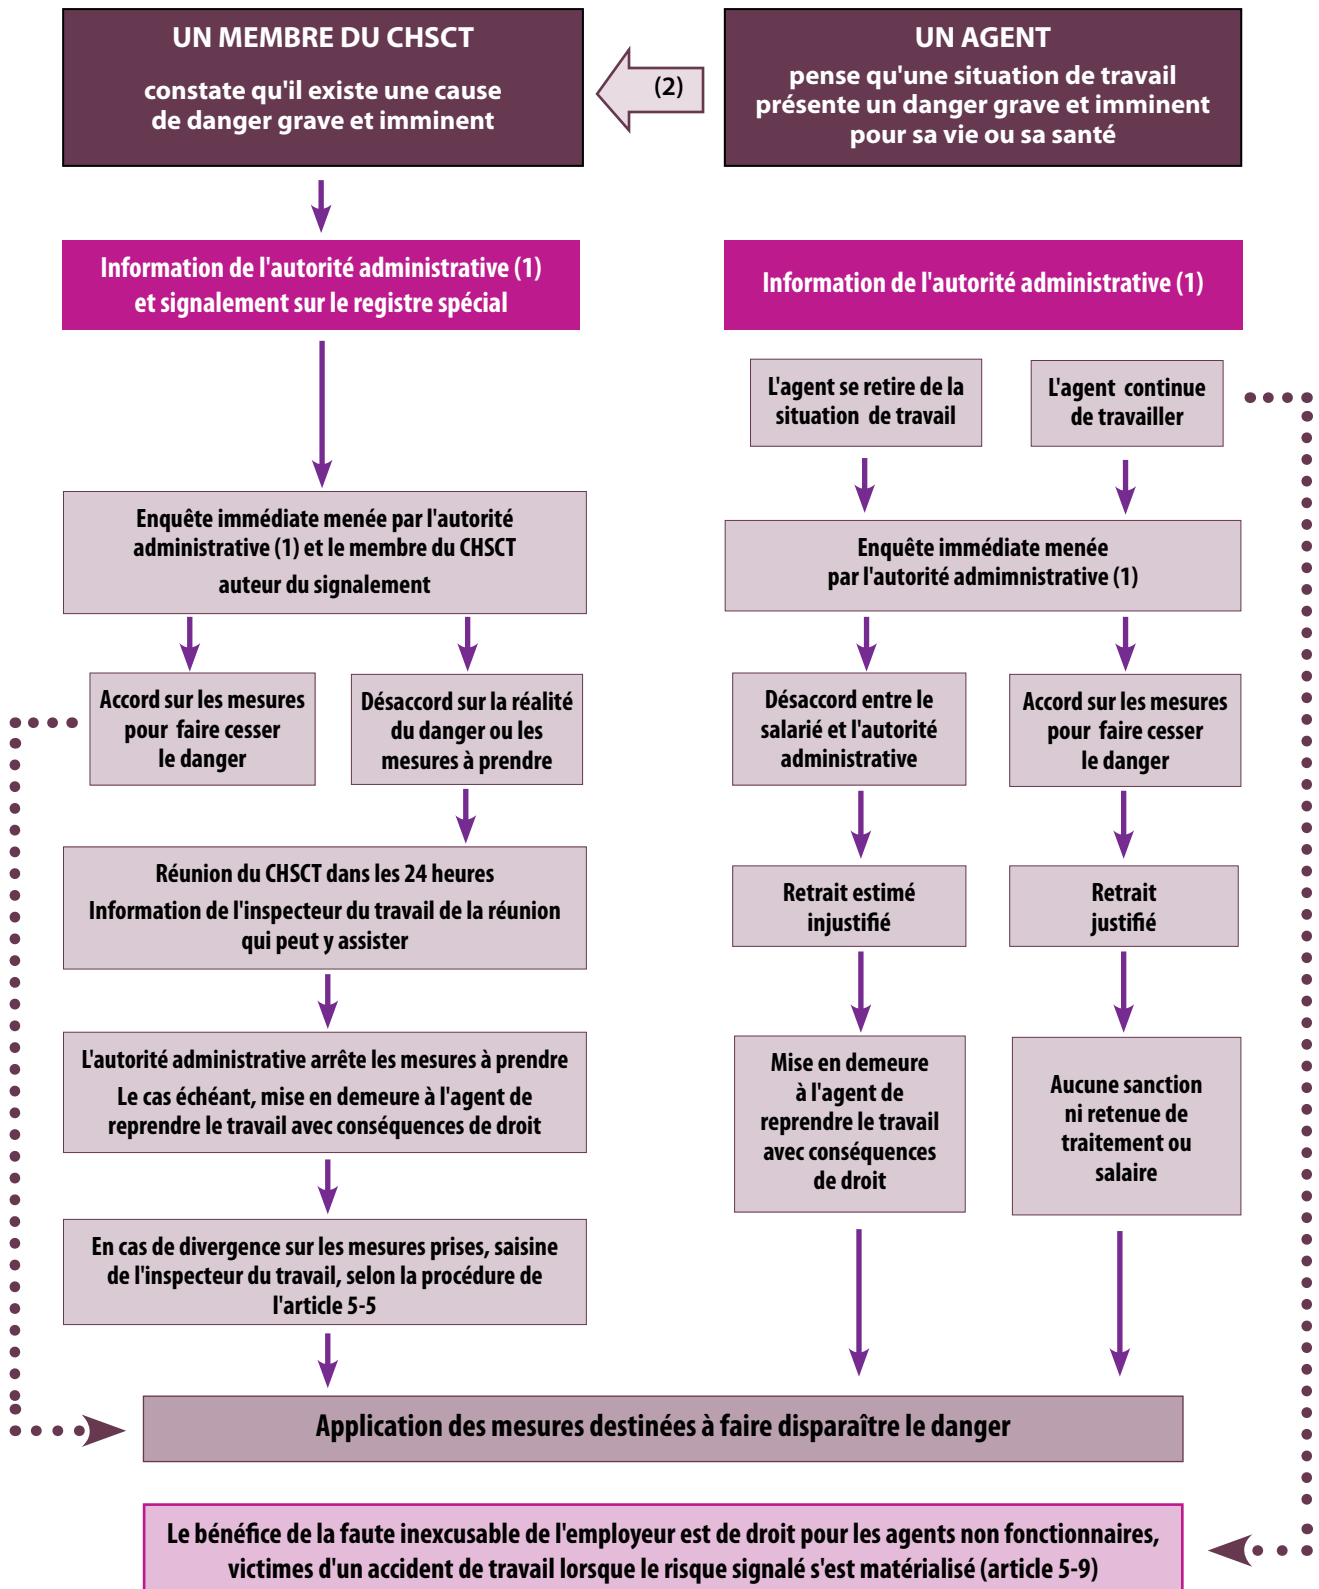 UN MEMBRE DU CHSCT
constate qu'il existe une cause
de danger grave et imminent
(2)
UN AGENT
pense qu'une situation de travail
présente un danger grave et imminent
pour sa vie ou sa santé
Information de l'autorité administrative (1)
et signalement sur le registre spécial
Information de l'autorité administrative (1)
L'agent se retire de la
situation de travail
L'agent continue
de travailler
Enquête immédiate menée par l'autorité
administrative (1) et le membre du CHSCT
auteur du signalement
Enquête immédiate menée
par l'autorité admimnistrative (1)
Accord sur les mesures
pour faire cesser
le danger
Désaccord sur la réalité
du danger ou les
mesures à prendre
Désaccord entre le
salarié et l'autorité
administrative
Accord sur les mesures
pour faire cesser
le danger
Réunion du CHSCT dans les 24 heures
Information de l'inspecteur du travail de la réunion
qui peut y assister
Retrait estimé
injustifié
Retrait
justifié
L'autorité administrative arrête les mesures à prendre
Le cas échéant, mise en demeure à l'agent de
reprendre le travail avec conséquences de droit
Mise en demeure
à l'agent de
reprendre le travail
avec conséquences
de droit
Aucune sanction
ni retenue de
traitement ou
salaire
En cas de divergence sur les mesures prises, saisine
de l'inspecteur du travail, selon la procédure de
l'article 5-5
Application des mesures destinées à faire disparaître le danger
Le bénéfice de la faute inexcusable de l'employeur est de droit pour les agents non fonctionnaires,
victimes d'un accident de travail lorsque le risque signalé s'est matérialisé (article 5-9)